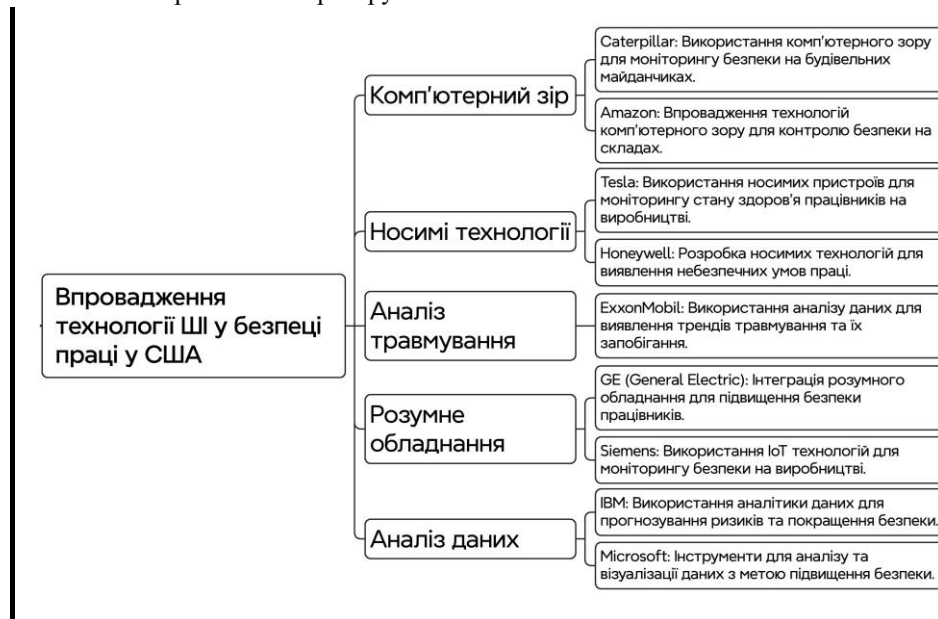 Впровадження
технології ШІ у безпеці
праці у США
Комп'ютерний зір
Caterpillar: Використання комп'ютерного зору
для моніторингу безпеки на будівельних
майданчиках.
Amazon: Впровадження технологій
комп'ютерного зору для контролю безпеки на
складах.
Носимі технології
Tesla: Використання носимих пристроїв для
моніторингу стану здоров'я працівників на
виробництві.
Honeywell: Розробка носимих технологій для
виявлення небезпечних умов праці.
Аналіз
травмування
ExxonMobil: Використання аналізу даних для
виявлення трендів травмування та їх
запобігання.
Розумне
обладнання
GE (General Electric): Інтеграція розумного
обладнання для підвищення безпеки
працівників.
Siemens: Використання IoT технологій для
моніторингу безпеки на виробництві.
Аналіз даних
IBM: Використання аналітики даних для
прогнозування ризиків та покращення безпеки.
Microsoft: Інструменти для аналізу та
візуалізації даних з метою підвищення безпеки.